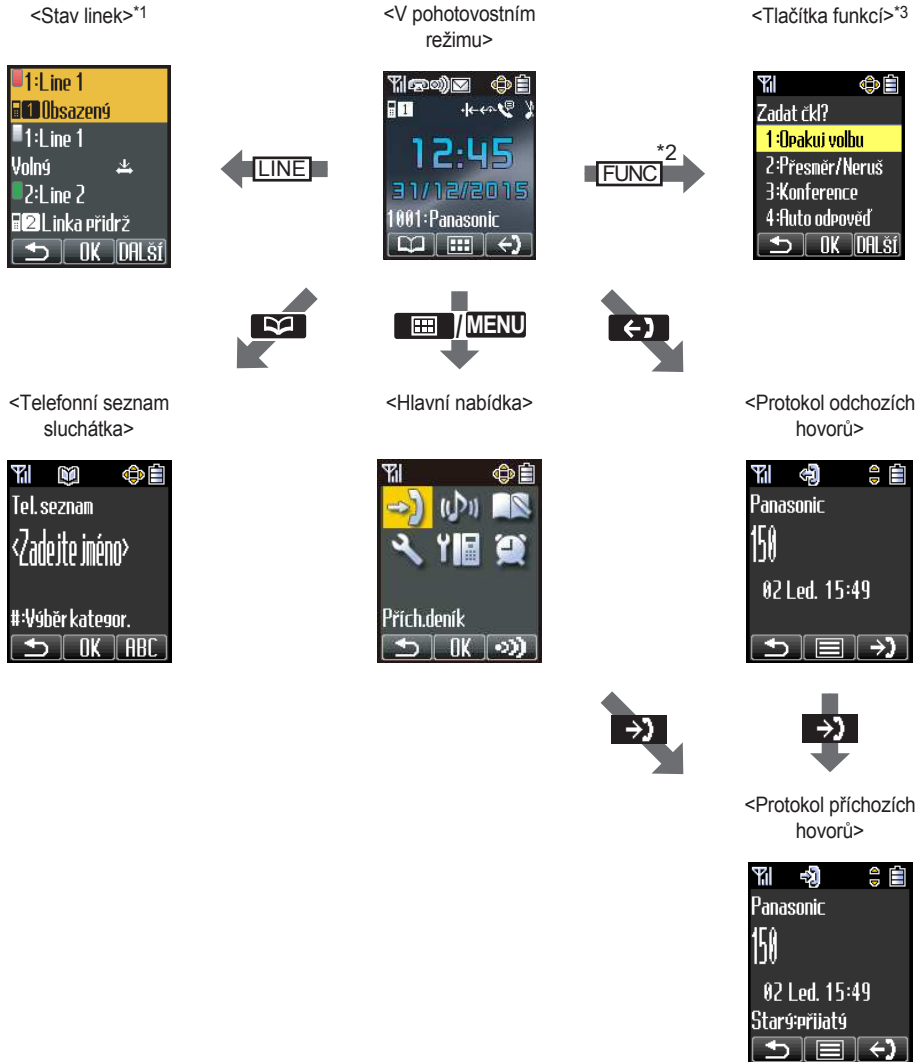 <Stav linek>*1
<V pohotovostním
režimu>
<Tlačítka funkcí>*3
1:Line 1
1 Obsazený
1:Line 1
Volný
2:Line 2
2 Linka přidrž
OK DALŠÍ
LINE
1
12:45
31/12/2015
1001:Panasonic
*2
FUNC
Zadat čkl?
1:Opakuj volbu
2:Přesměr/Neruš
3:Konference
4:Auto odpověď
OK DALŠÍ
/MENU
<Telefonní seznam
sluchátka>
<Hlavní nabídka>
<Protokol odchozích
hovorů>
Tel.seznam
<Zadejte jméno>
#:Výběr kategor.
OK ABC
Přích.deník
OK
Panasonic
150
02 Led. 15:49
<Protokol příchozích
hovorů>
Panasonic
150
02 Led. 15:49
Starý:přijatý